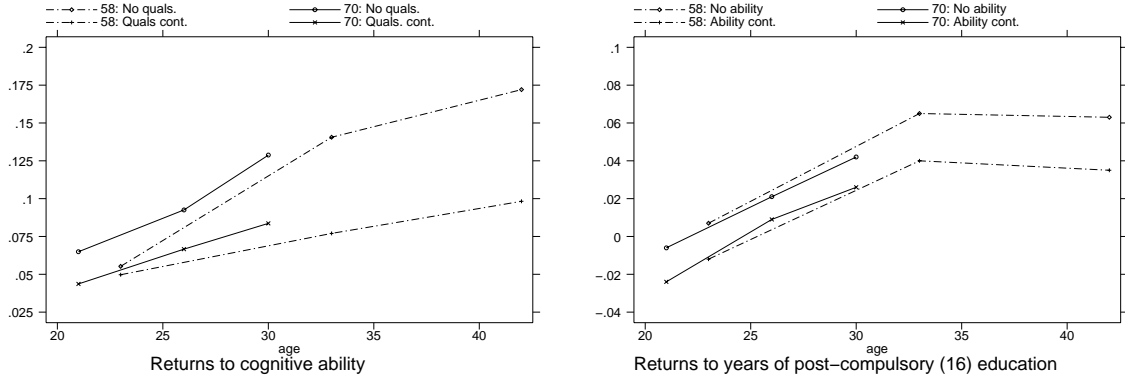 58: No quals.
70: No quals.
58: Quals cont.
70: Quals. cont.
.2
.175
.15
.125
.1
.075
.05
.025
20
25
30
35
40
age
Returns to cognitive ability
58: No ability
70: No ability
58: Ability cont.
70: Ability cont.
.1
.08
.06
.04
.02
0
−.02
−.04
20
25
30
35
40
age
Returns to years of post−compulsory (16) education